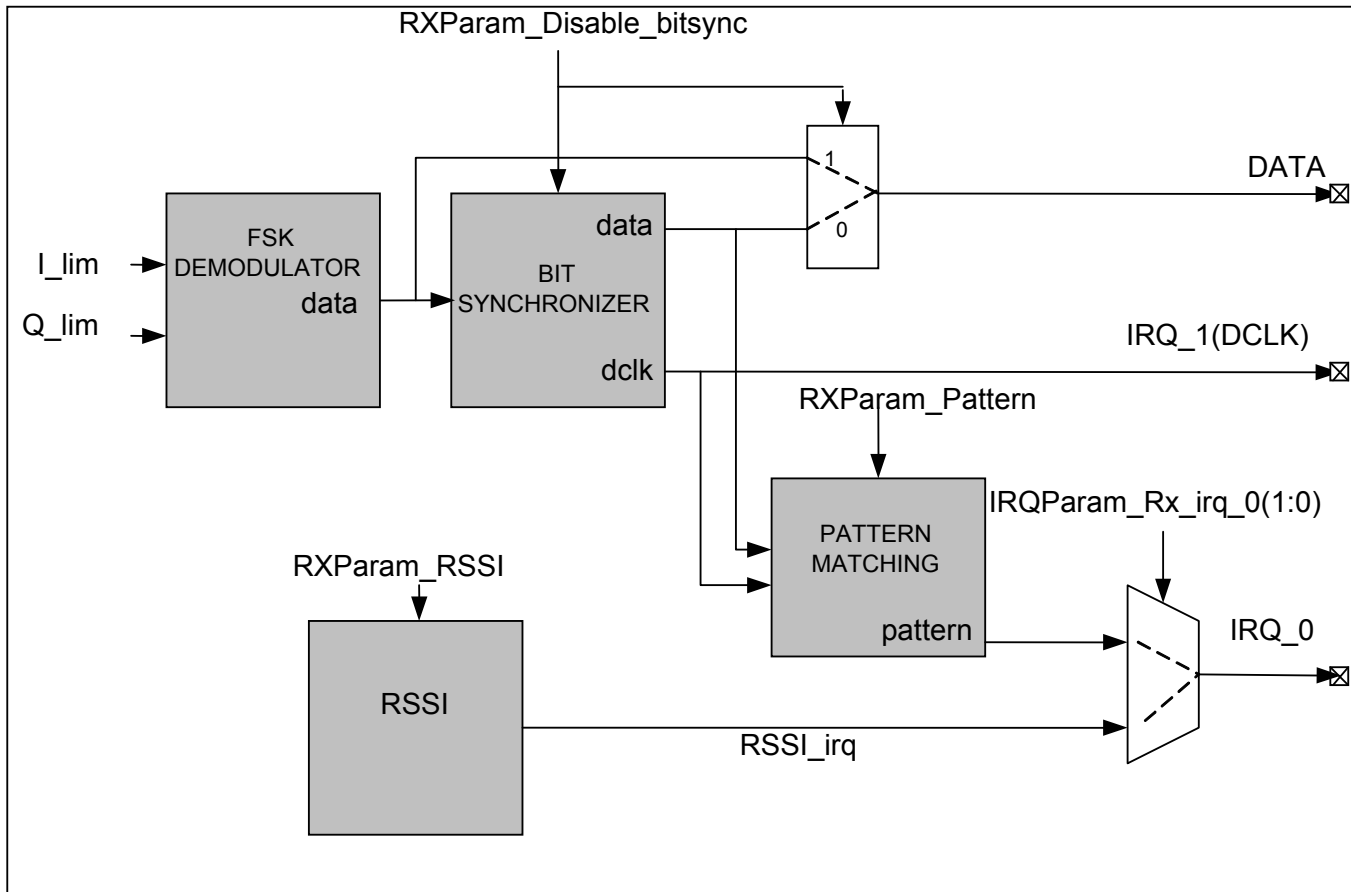 RXParam_Disable_bitsync
1
DATA
FSK
DEMODULATOR
data
I_lim
Q_lim
data
0
BIT
SYNCHRONIZER
dclk
IRQ_1(DCLK)
RXParam_Pattern
IRQParam_Rx_irq_0(1:0)
PATTERN
MATCHING
pattern
RXParam_RSSI
IRQ_0
RSSI
RSSI_irq